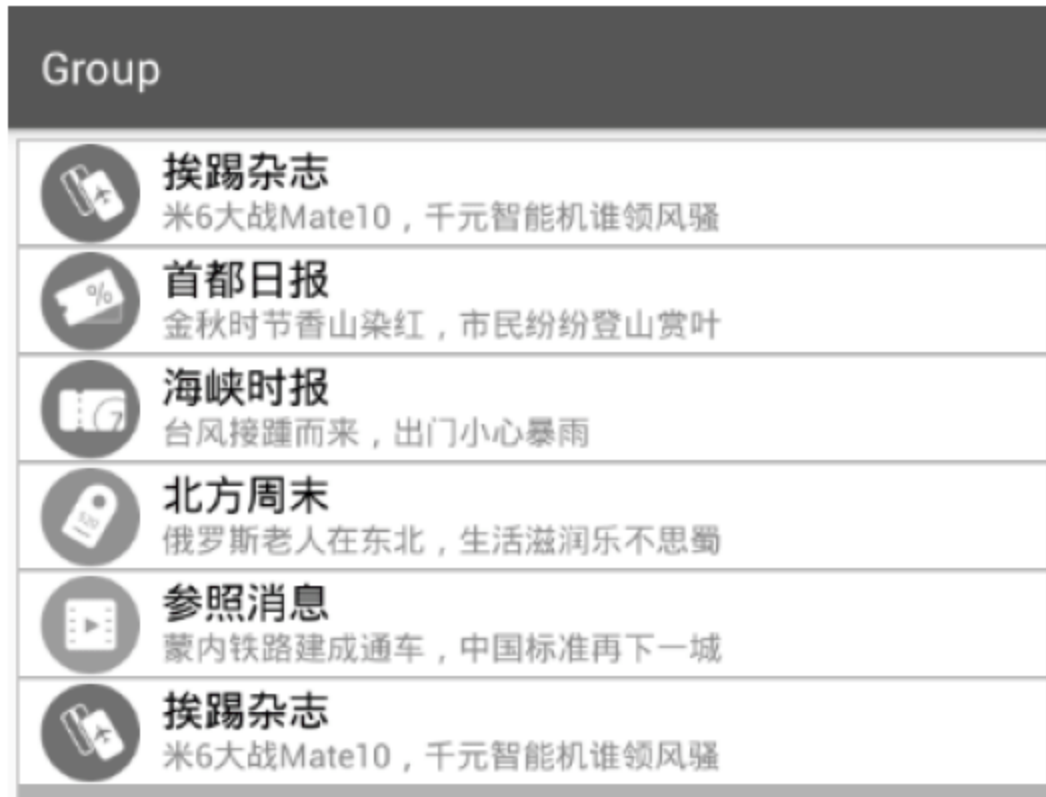 Group
挨踢杂志
米6大战Mate10，千元智能机谁领风骚
%
首都日报
金秋时节香山染红，市民纷纷登山赏叶
7
海峡时报
台风接踵而来，出门小心暴雨
$20
北方周末
俄罗斯老人在东北，生活滋润乐不思蜀
参照消息
蒙内铁路建成通车，中国标准再下一城
挨踢杂志
米6大战Mate10，千元智能机谁领风骚